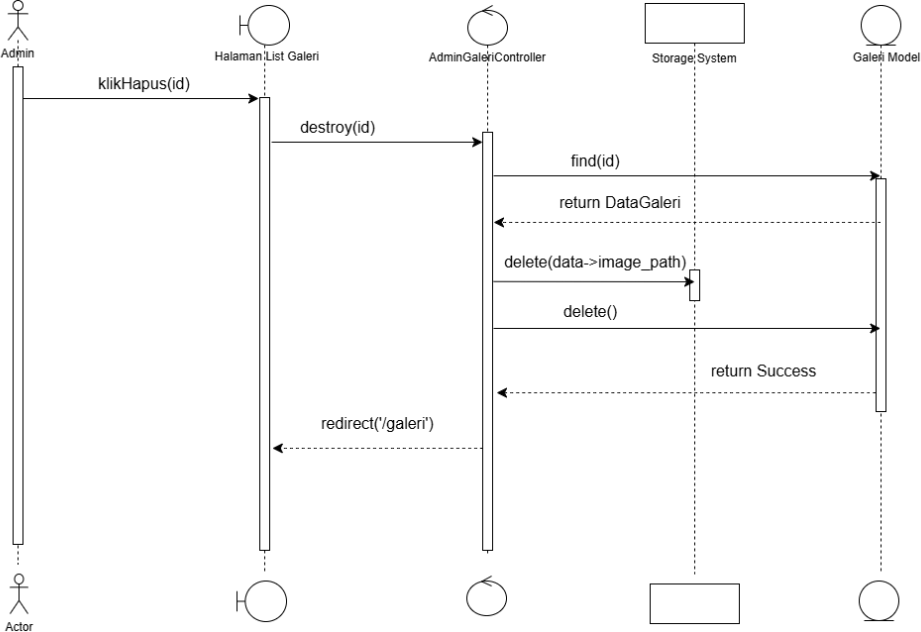 Admin
Halaman List Galeri
AdminGaleriController
Storage System
Galeri Model
klikHapus(id)
destroy(id)
find(id)
return DataGaleri
delete(data->image_path)
delete()
return Success
redirect('/galeri')
Actor